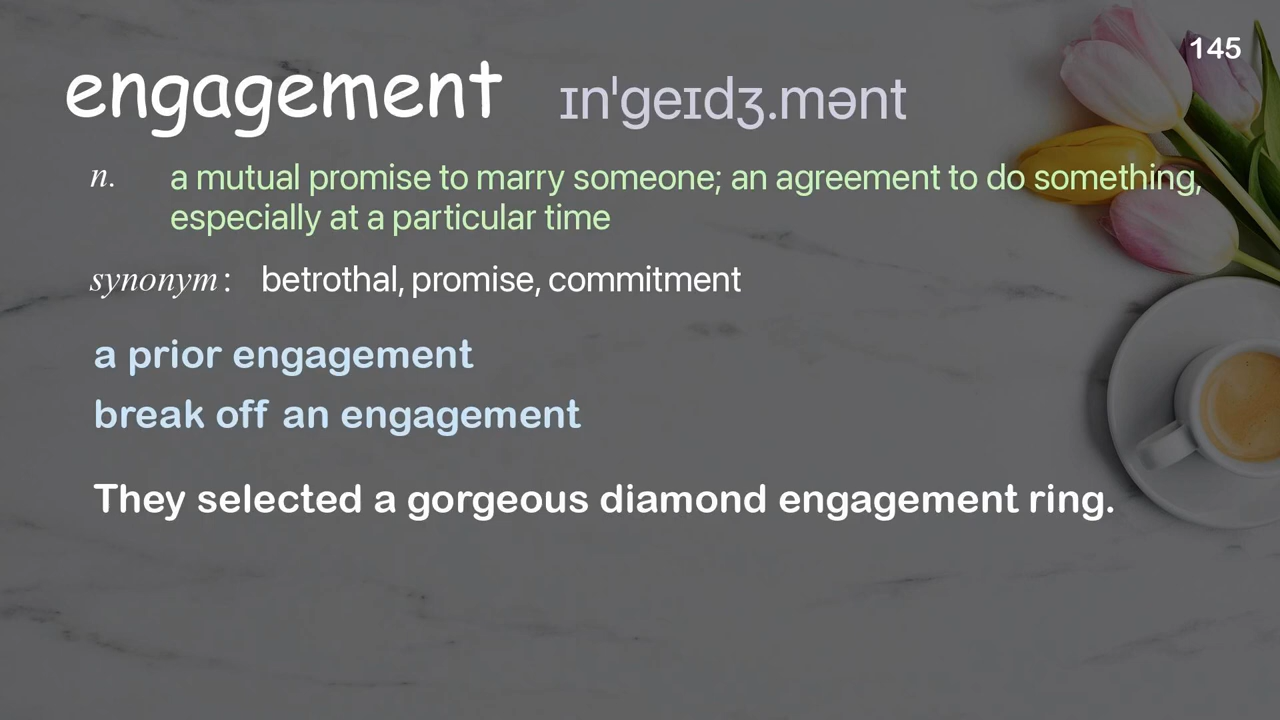 145
engagement ɪnˈɡeɪdʒ.mənt
n. a mutual promise to marry someone; an agreement to do something,
especially at a particular time
synonym: betrothal, promise, commitment
a prior engagement
break off an engagement
They selected a gorgeous diamond engagement ring.